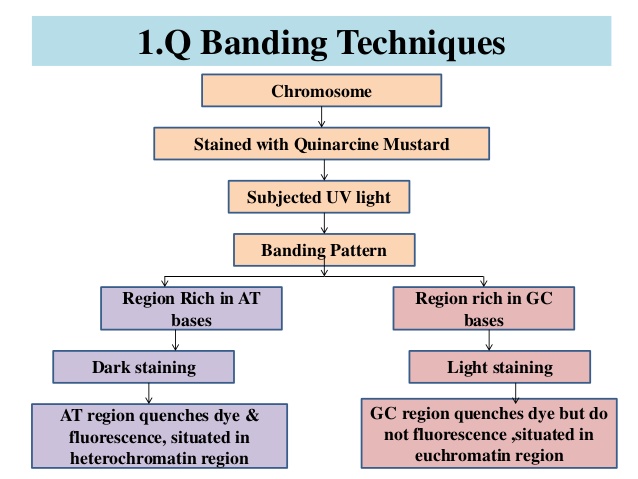 1.Q Banding Techniques
Chromosome
Stained with Quinarcine Mustard
Subjected UV light
Banding Pattern
Region Rich in AT
bases
Region rich in GC
bases
Dark staining
Light staining
AT region quenches dye &
fluorescence, situated in
heterochromatin region
GC region quenches dye but do
not fluorescence ,situated in
euchromatin region